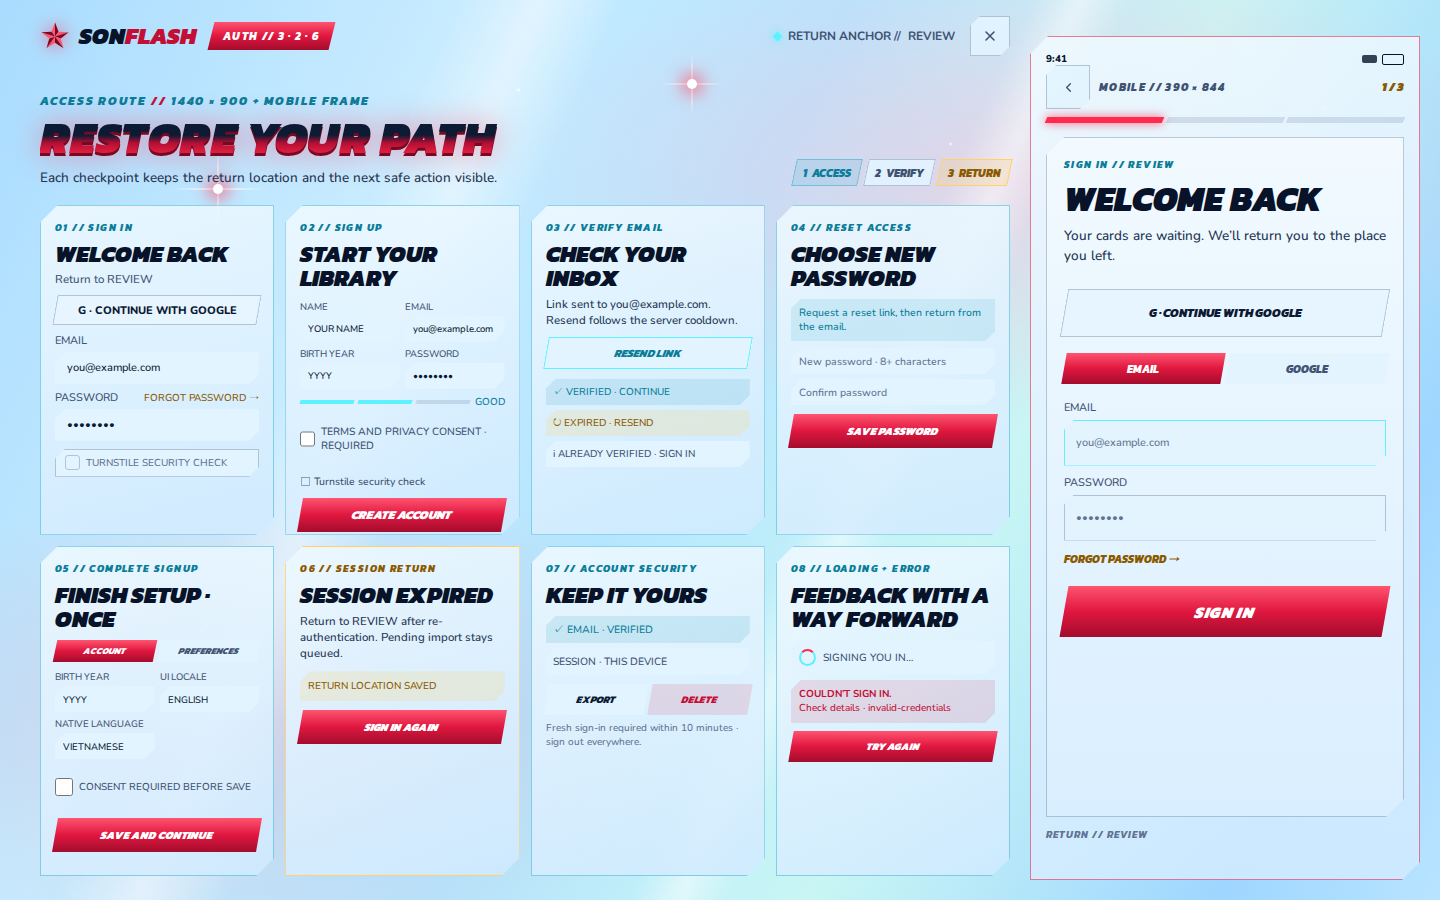 SONFLASH AUTH // 3 · 2 · 6
RETURN ANCHOR // REVIEW ×
ACCESS ROUTE // 1440 × 900 + MOBILE FRAME
RESTORE YOUR PATH
Each checkpoint keeps the return location and the next safe action visible.
1 ACCESS 2 VERIFY 3 RETURN
01 // SIGN IN
WELCOME BACK
Return to REVIEW
G · CONTINUE WITH GOOGLE
EMAIL
you@example.com
PASSWORD FORGOT PASSWORD →
••••••••
TURNSTILE SECURITY CHECK
02 // SIGN UP
START YOUR
LIBRARY
NAME EMAIL
YOUR NAME you@example.com
BIRTH YEAR PASSWORD
YYYY ••••••••
GOOD
TERMS AND PRIVACY CONSENT ·
REQUIRED
☐ Turnstile security check
CREATE ACCOUNT
03 // VERIFY EMAIL
CHECK YOUR
INBOX
Link sent to you@example.com.
Resend follows the server cooldown.
RESEND LINK
✓ VERIFIED · CONTINUE
↻ EXPIRED · RESEND
i ALREADY VERIFIED · SIGN IN
04 // RESET ACCESS
CHOOSE NEW
PASSWORD
Request a reset link, then return from
the email.
New password · 8+ characters
Confirm password
SAVE PASSWORD
05 // COMPLETE SIGNUP
FINISH SETUP ·
ONCE
ACCOUNT PREFERENCES
BIRTH YEAR UI LOCALE
YYYY ENGLISH
NATIVE LANGUAGE
VIETNAMESE
CONSENT REQUIRED BEFORE SAVE
SAVE AND CONTINUE
06 // SESSION RETURN
SESSION EXPIRED
Return to REVIEW after re-
authentication. Pending import stays
queued.
RETURN LOCATION SAVED
SIGN IN AGAIN
07 // ACCOUNT SECURITY
KEEP IT YOURS
✓ EMAIL · VERIFIED
SESSION · THIS DEVICE
EXPORT DELETE
Fresh sign-in required within 10 minutes ·
sign out everywhere.
08 // LOADING + ERROR
FEEDBACK WITH A
WAY FORWARD
SIGNING YOU IN…
COULDN'T SIGN IN.
Check details · invalid-credentials
TRY AGAIN
9:41
‹ MOBILE // 390 × 844 1 / 3
SIGN IN // REVIEW
WELCOME BACK
Your cards are waiting. We'll return you to the place
you left.
G · CONTINUE WITH GOOGLE
EMAIL GOOGLE
EMAIL
you@example.com
PASSWORD
••••••••
FORGOT PASSWORD →
SIGN IN
RETURN // REVIEW